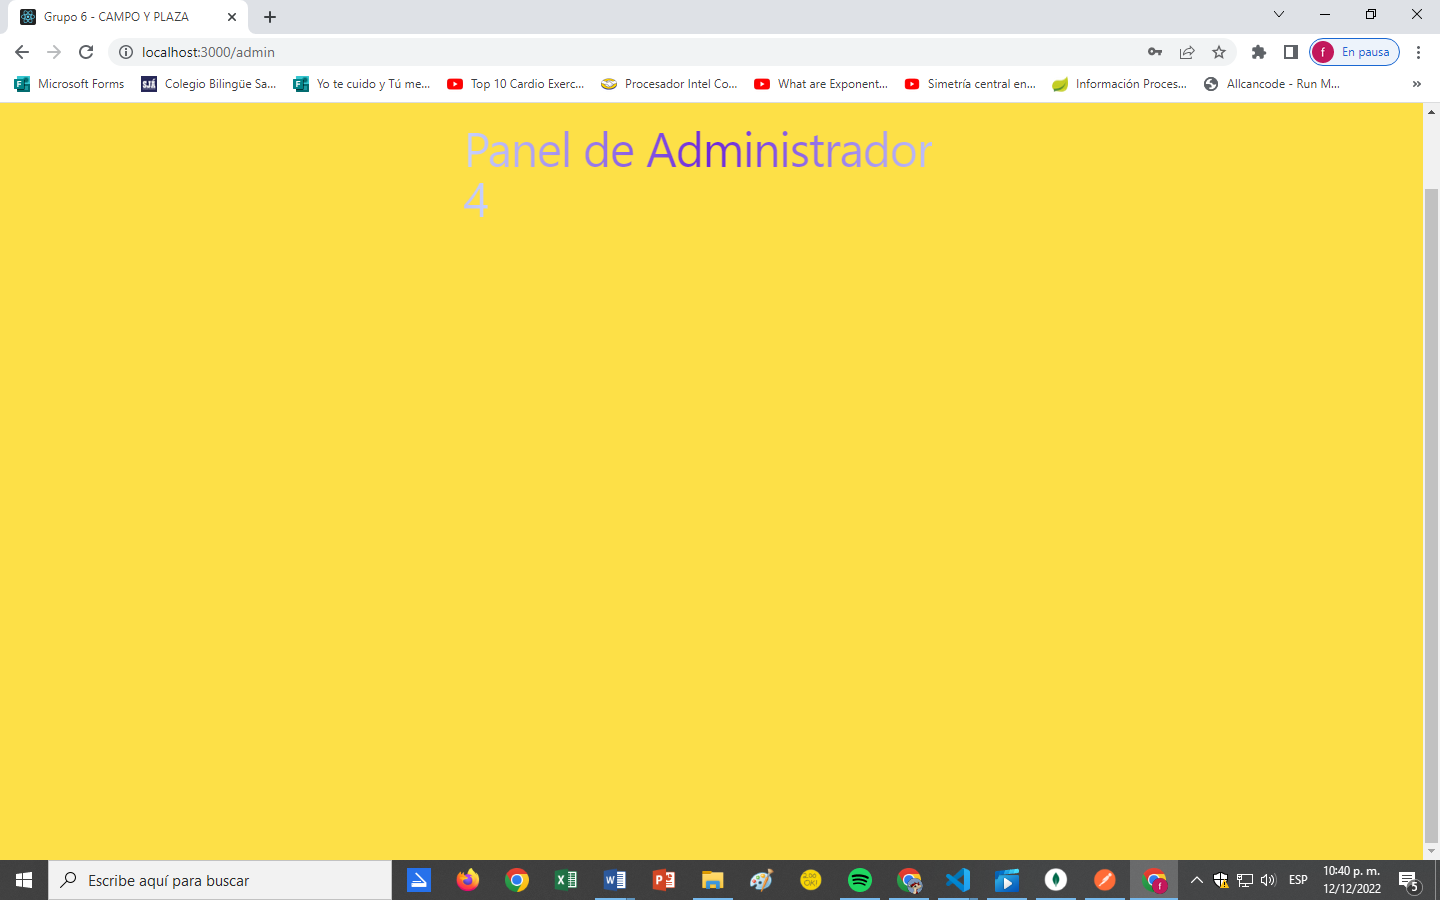 Grupo 6 - CAMPO Y PLAZA
localhost:3000/admin
f En pausa
Microsoft Forms
SJA Colegio Bilingüe Sa...
Yo te cuido y Tú me...
Top 10 Cardio Exerc...
Procesador Intel Co...
What are Exponent...
Simetría central en...
Información Proces...
Allcancode - Run M...
»
Panel de Administrador
4
Escribe aquí para buscar
ESP
10:40 p. m.
12/12/2022
5